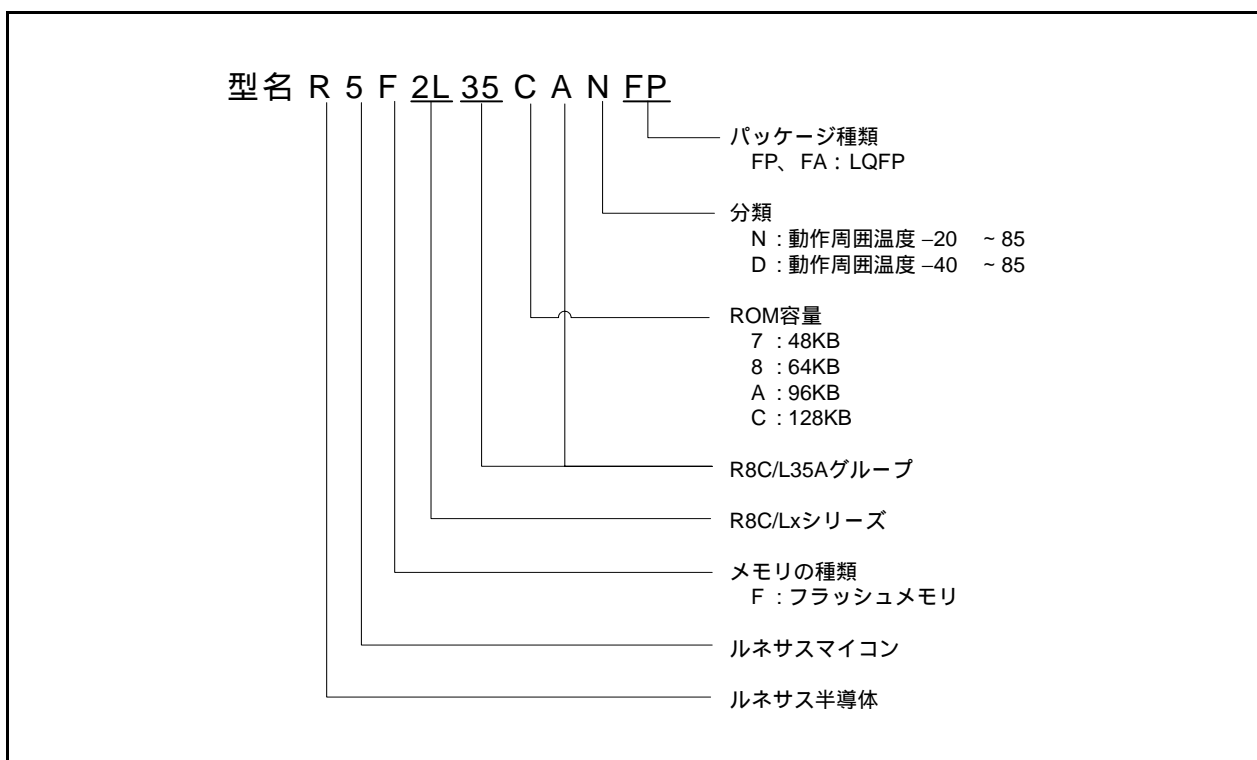 型名 R 5 F 2L 35 C A N FP
パッケージ種類
FP、FA : LQFP
分類
N : 動作周囲温度 –20 ~ 85
D : 動作周囲温度 –40 ~ 85
ROM容量
7 : 48KB
8 : 64KB
A : 96KB
C : 128KB
R8C/L35Aグループ
R8C/Lxシリーズ
メモリの種類
F : フラッシュメモリ
ルネサスマイコン
ルネサス半導体